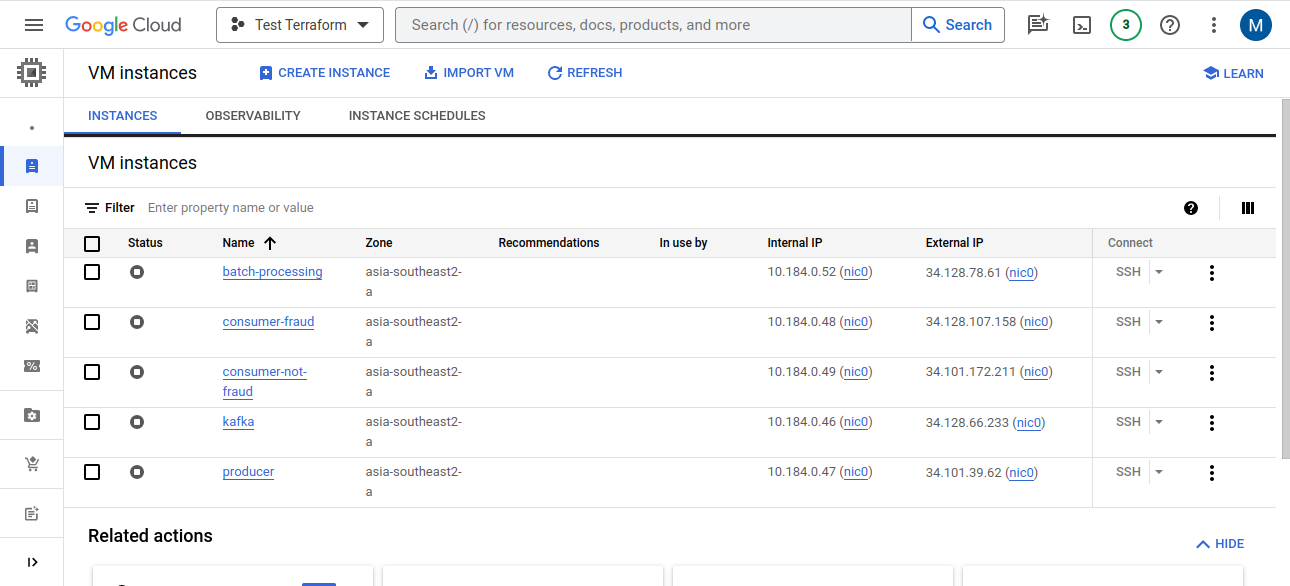 Google Cloud
Test Terraform
Search (/) for resources, docs, products, and more
Search
3
M
VM instances
CREATE INSTANCE
IMPORT VM
REFRESH
LEARN
INSTANCES
OBSERVABILITY
INSTANCE SCHEDULES
VM instances
Filter
Enter property name or value
Status Name Zone Recommendations In use by Internal IP External IP Connect
batch-processing asia-southeast2- 10.184.0.52 (nic0) 34.128.78.61 (nic0) SSH
a
consumer-fraud asia-southeast2- 10.184.0.48 (nic0) 34.128.107.158 (nic0) SSH
a
consumer-not- asia-southeast2- 10.184.0.49 (nic0) 34.101.172.211 (nic0) SSH
fraud a
kafka asia-southeast2- 10.184.0.46 (nic0) 34.128.66.233 (nic0) SSH
a
producer asia-southeast2- 10.184.0.47 (nic0) 34.101.39.62 (nic0) SSH
a
Related actions
HIDE